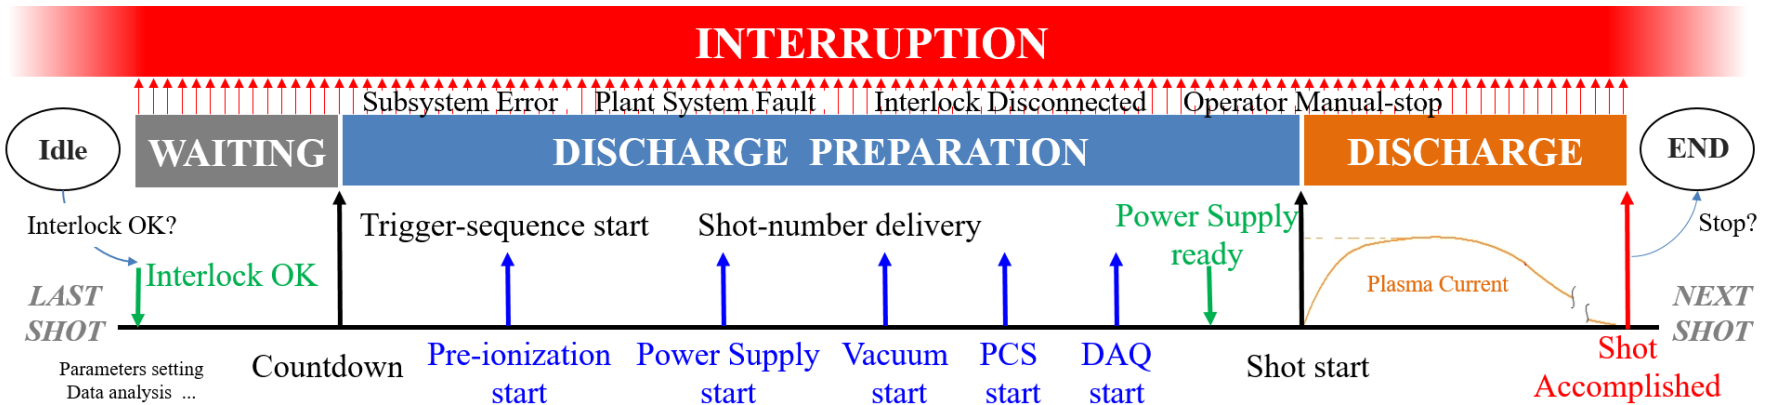 INTERRUPTION
Subsystem Error Plant System Fault Interlock Disconnected Operator Manual-stop
Idle
WAITING
DISCHARGE PREPARATION
DISCHARGE
END
Interlock OK?
Trigger-sequence start
Shot-number delivery
Power Supply
ready
Stop?
Interlock OK
Plasma Current
LAST
SHOT
NEXT
SHOT
Parameters setting
Data analysis ...
Countdown
Pre-ionization
start
Power Supply
start
Vacuum
start
PCS
start
DAQ
start
Shot start
Shot
Accomplished